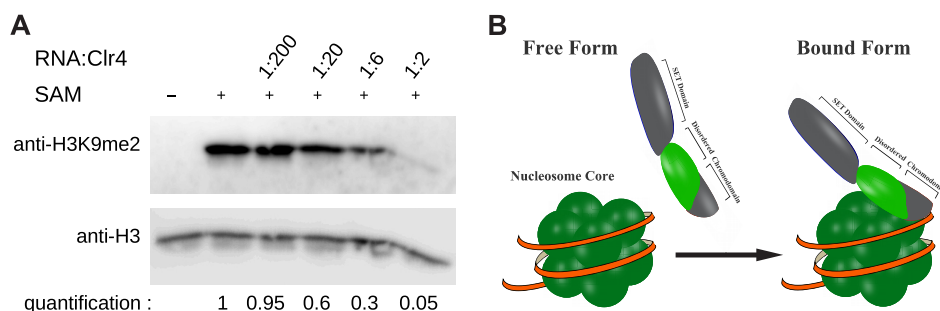 A
RNA:Clr4 1:200 1:20 1:6 1:2
SAM – + + + + +
anti-H3K9me2
anti-H3
quantification : 1 0.95 0.6 0.3 0.05
B
Free Form
SET Domain
Disordered Chromodomain
Nucleosome Core
Bound Form
SET Domain
Disordered Chromodom